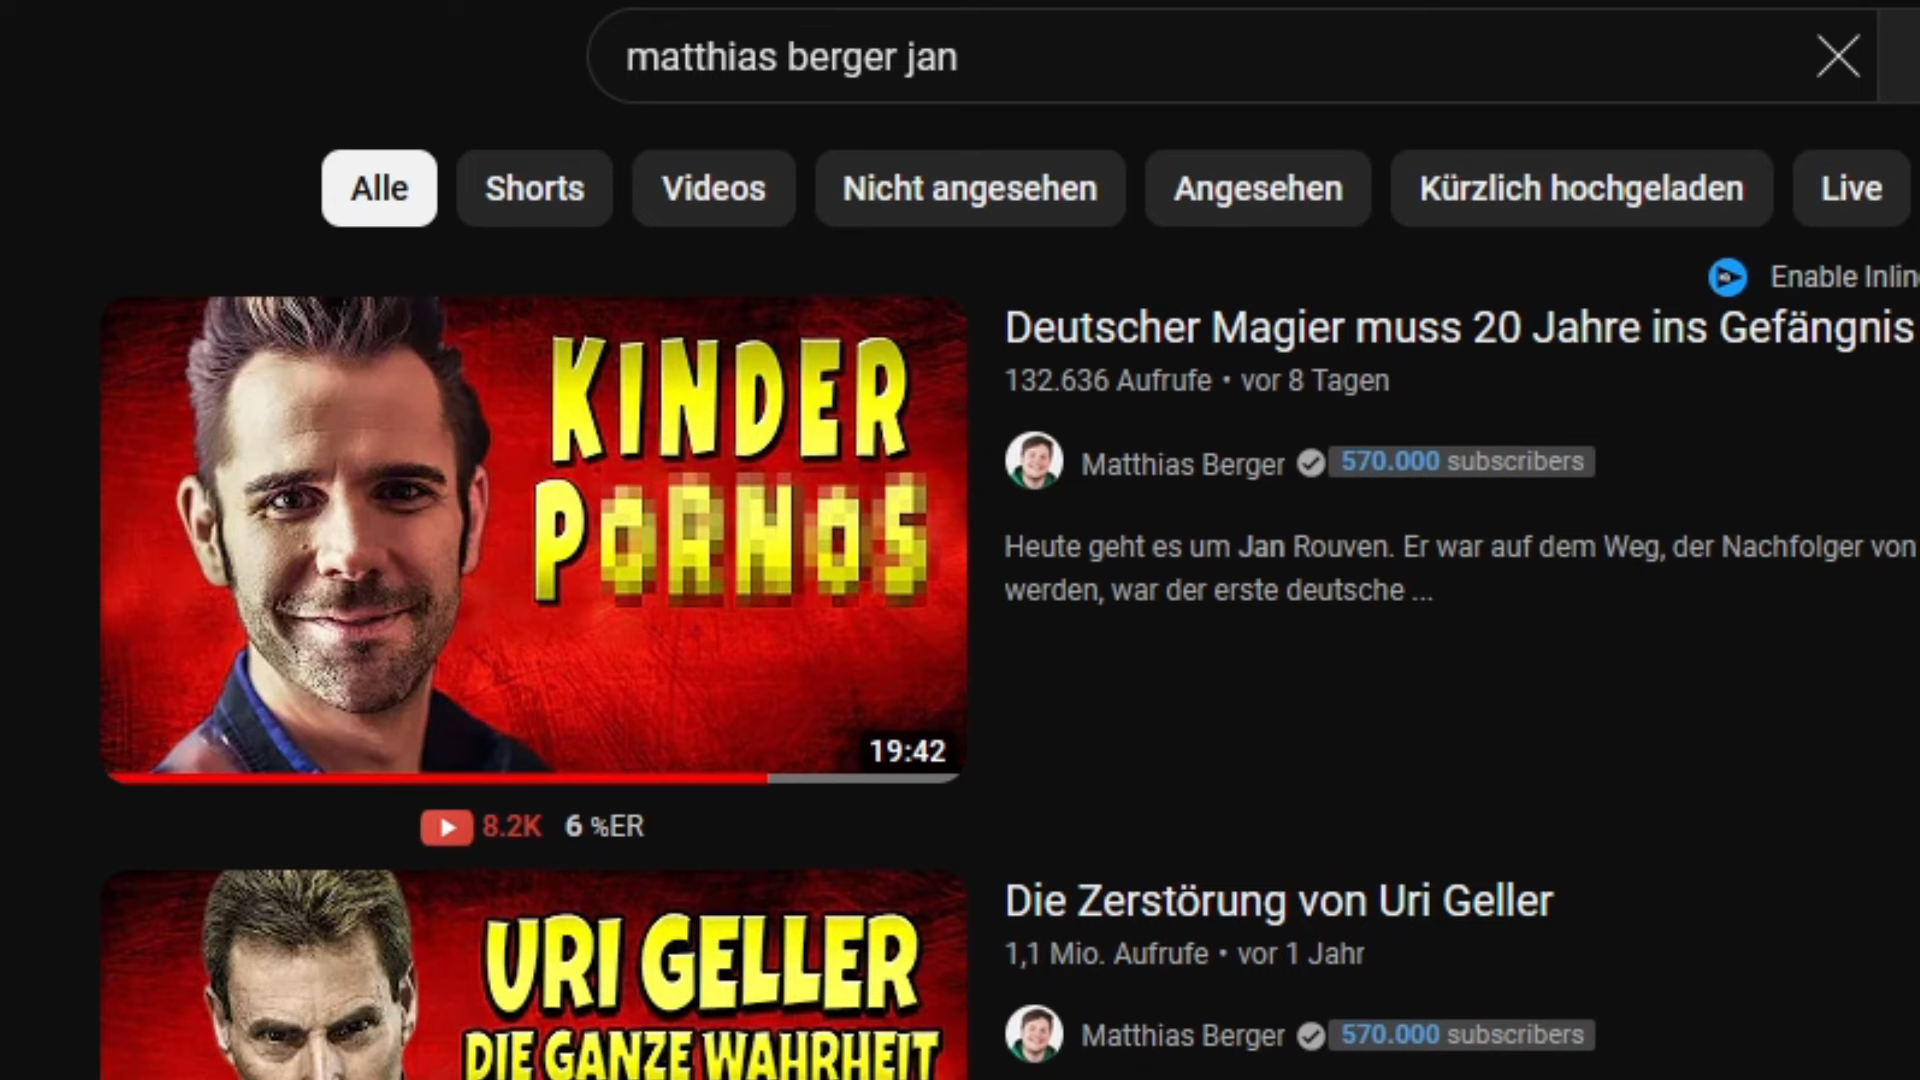 matthias berger jan
Alle
Shorts
Videos
Nicht angesehen
Angesehen
Kürzlich hochgeladen
Live
Enable Inlin
KINDER
PORNOS
19:42
Deutscher Magier muss 20 Jahre ins Gefängnis
132.636 Aufrufe • vor 8 Tagen
Matthias Berger 570.000 subscribers
Heute geht es um Jan Rouven. Er war auf dem Weg, der Nachfolger von
werden, war der erste deutsche ...
8.2K 6 %ER
URI GELLER
DIE GANZE WAHRHEIT
Die Zerstörung von Uri Geller
1,1 Mio. Aufrufe • vor 1 Jahr
Matthias Berger 570.000 subscribers